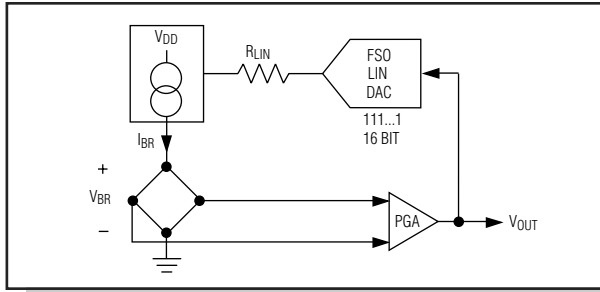 VDD
RLIN
FSO
LIN
DAC
111...1
16 BIT
IBR
+
VBR
–
PGA
VOUT